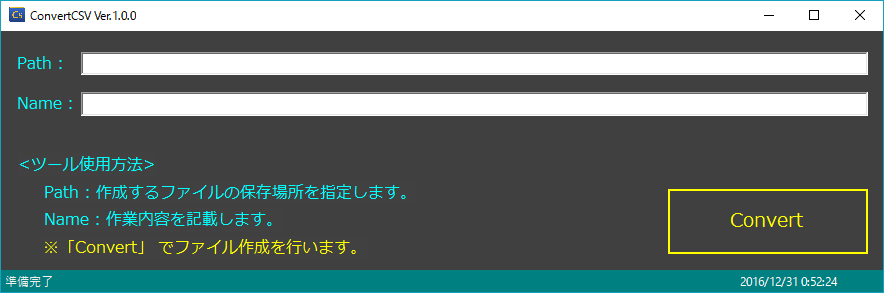 Cs ConvertCSV Ver.1.0.0
Path :
Name :
<ツール使用方法>
Path : 作成するファイルの保存場所を指定します。
Name : 作業内容を記載します。
※「Convert」 でファイル作成を行います。
Convert
準備完了
2016/12/31 0:52:24